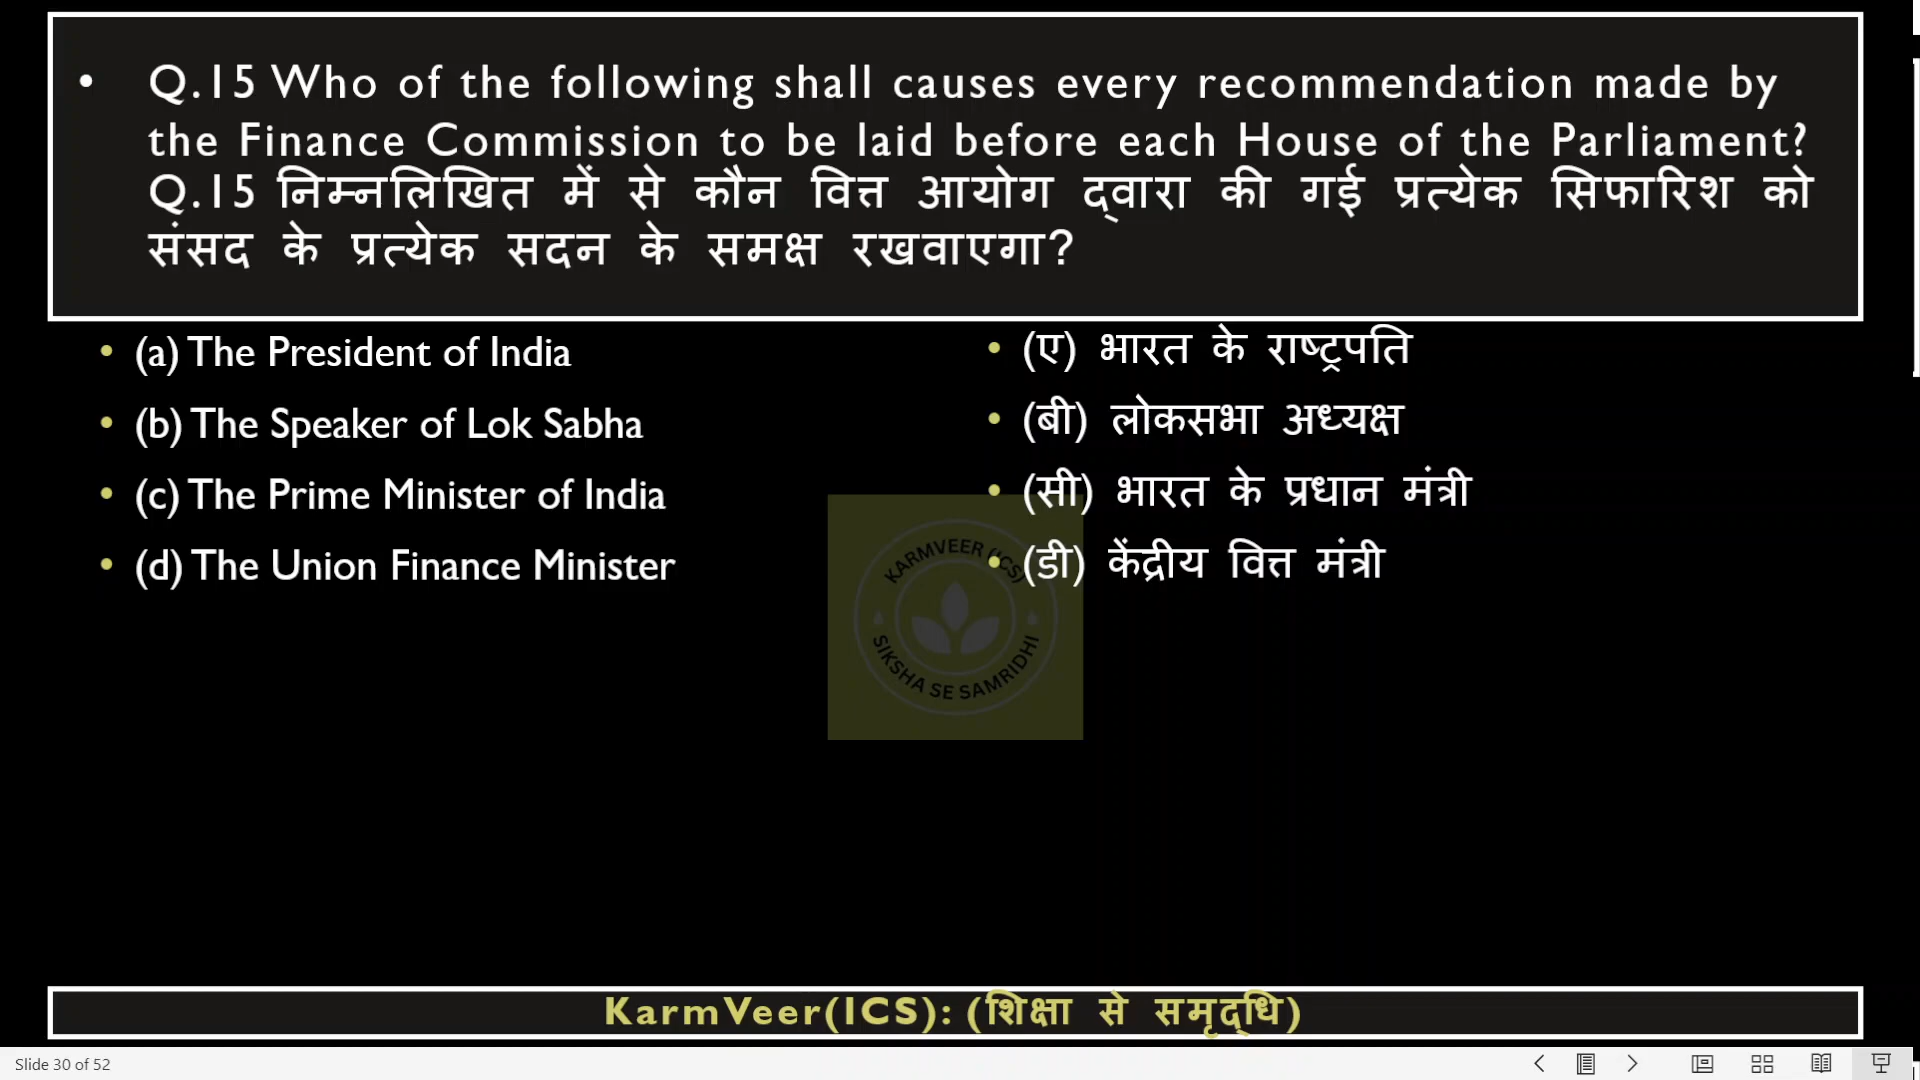 • Q.15 Who of the following shall causes every recommendation made by
the Finance Commission to be laid before each House of the Parliament?
Q.15 निम्नलिखित में से कौन वित्त आयोग द्वारा की गई प्रत्येक सिफारिश को
संसद के प्रत्येक सदन के समक्ष रखवाएगा?
• (a) The President of India
• (b) The Speaker of Lok Sabha
• (c) The Prime Minister of India
• (d) The Union Finance Minister
• (ए) भारत के राष्ट्रपति
• (बी) लोकसभा अध्यक्ष
• (सी) भारत के प्रधान मंत्री
• (डी) केंद्रीय वित्त मंत्री
KARMVEER (ICS)
SIKSHA SE SAMRIDHI
KarmVeer(ICS): (शिक्षा से समृद्धि)
Slide 30 of 52